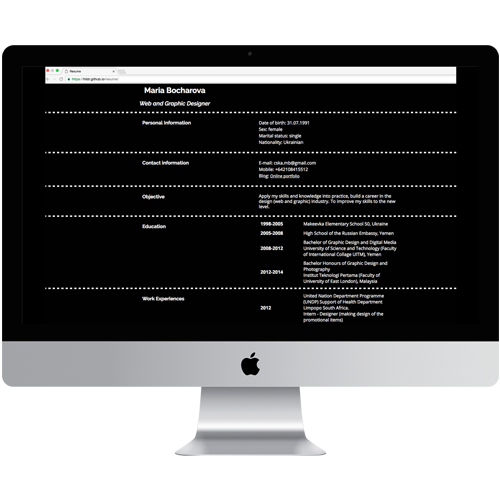 Resume
https://htstr.github.io/resume/
Maria Bocharova
Web and Graphic Designer
Personal Information
Date of birth: 31.07.1991
Sex: female
Marital status: single
Nationality: Ukrainian
Contact Information
E-mail: cska.mb@gmail.com
Mobile: +642108415512
Blog: Online portfolio
Objective
Apply my skills and knowledge into practice, build a career in the
design (web and graphic) industry. To improve my skills to the new
level.
Education
1998-2005 Makeevka Elementary School 50, Ukraine
2005-2008 High School of the Russian Embassy, Yemen
2008-2012
Bachelor of Graphic Design and Digital Media
University of Science and Technology (Faculty
of International Collage UITM), Yemen
2012-2014
Bachelor Honours of Graphic Design and
Photography
Institut Teknologi Pertama (Faculty of
University of East London), Malaysia
Work Experiences
2012
United Nation Department Programme
(UNDP) Support of Health Department
Limpopo South Africa.
Intern - Designer (making design of the
promotional items)